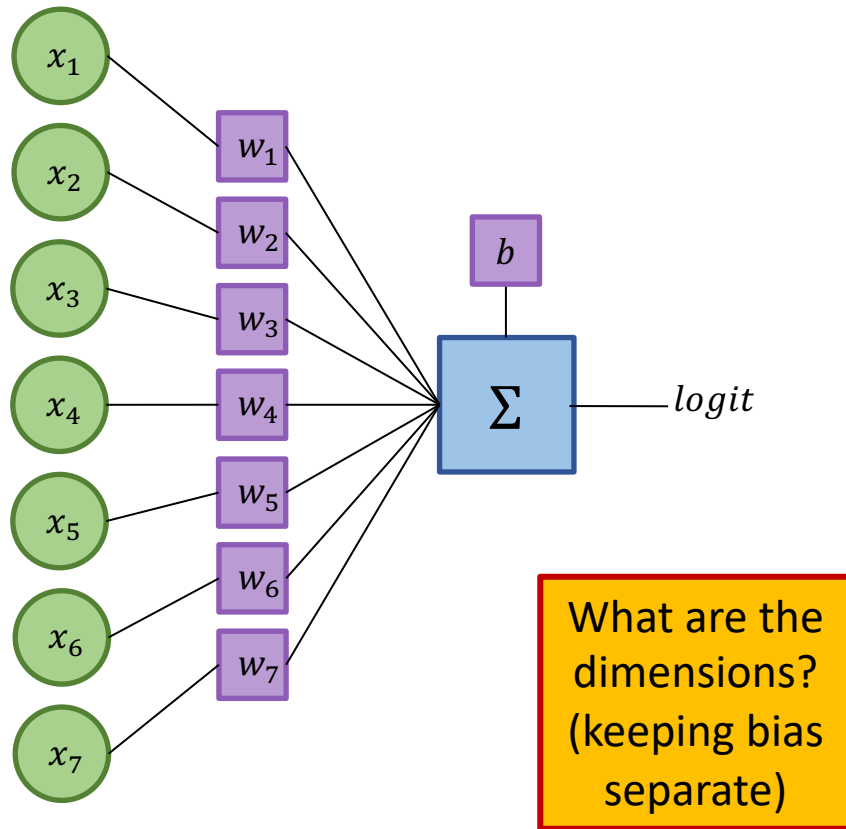 x₁
x₂
x₃
x₄
x₅
x₆
x₇
w₁
w₂
w₃
w₄
w₅
w₆
w₇
b
Σ
logit
What are the
dimensions?
(keeping bias
separate)